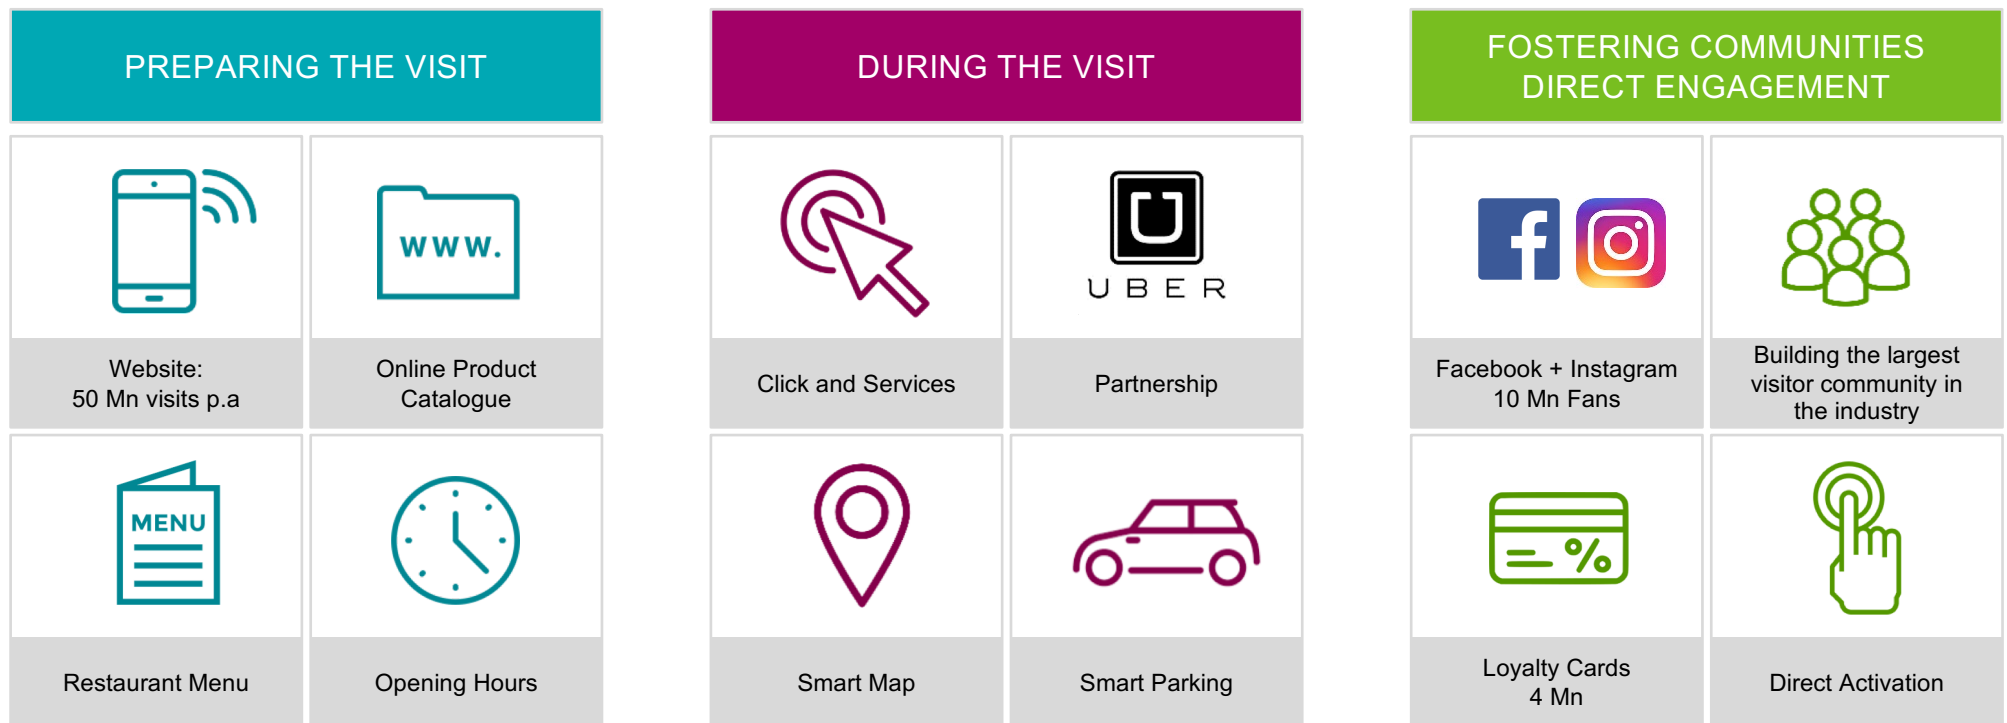 PREPARING THE VISIT
WWW.
Website:
50 Mn visits p.a
Online Product
Catalogue
MENU
Restaurant Menu
Opening Hours
DURING THE VISIT
Click and Services
UBER
Partnership
Smart Map
Smart Parking
FOSTERING COMMUNITIES
DIRECT ENGAGEMENT
Facebook + Instagram
10 Mn Fans
Building the largest
visitor community in
the industry
%
Loyalty Cards
4 Mn
Direct Activation